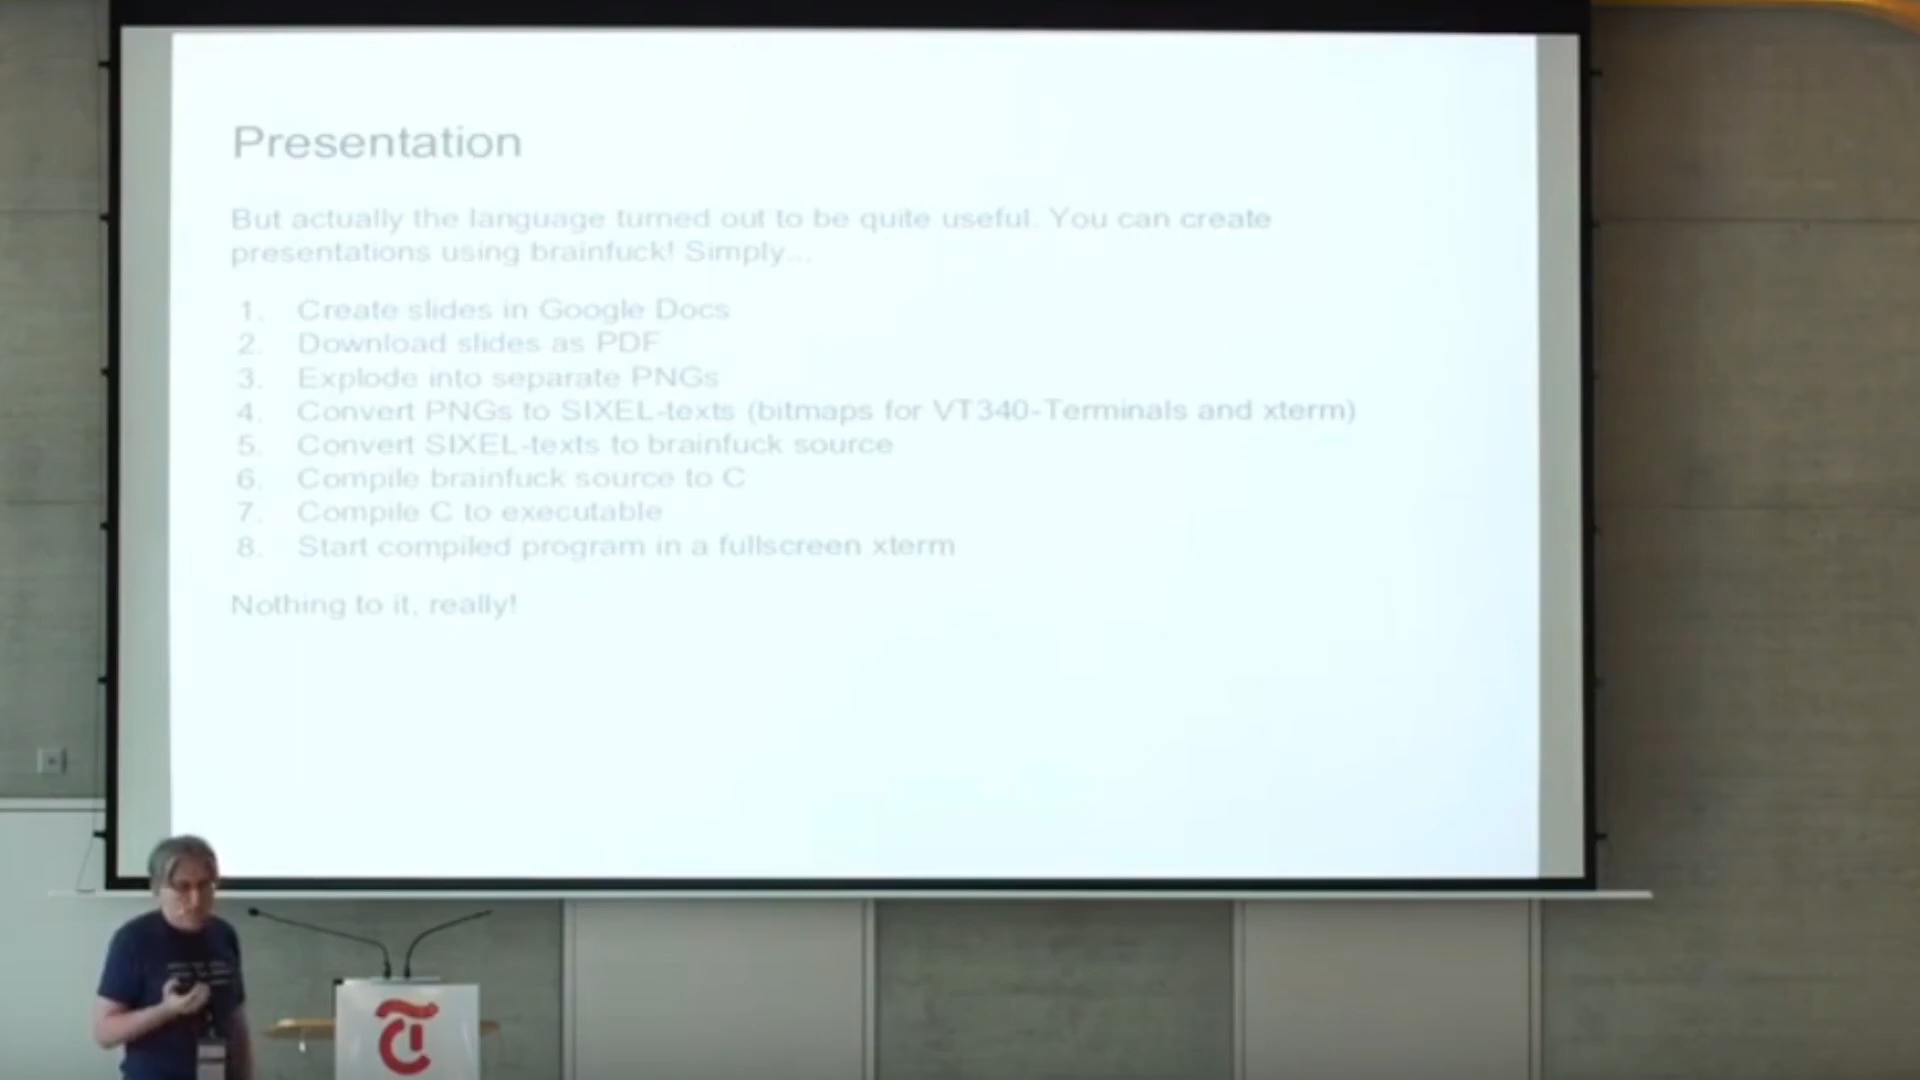 Presentation
But actually the language turned out to be quite useful. You can create
presentations using brainfuck! Simply...
1. Create slides in Google Docs
2. Download slides as PDF
3. Explode into separate PNGs
4. Convert PNGs to SIXEL-texts (bitmaps for VT340-Terminals and xterm)
5. Convert SIXEL-texts to brainfuck source
6. Compile brainfuck source to C
7. Compile C to executable
8. Start compiled program in a fullscreen xterm
Nothing to it, really!